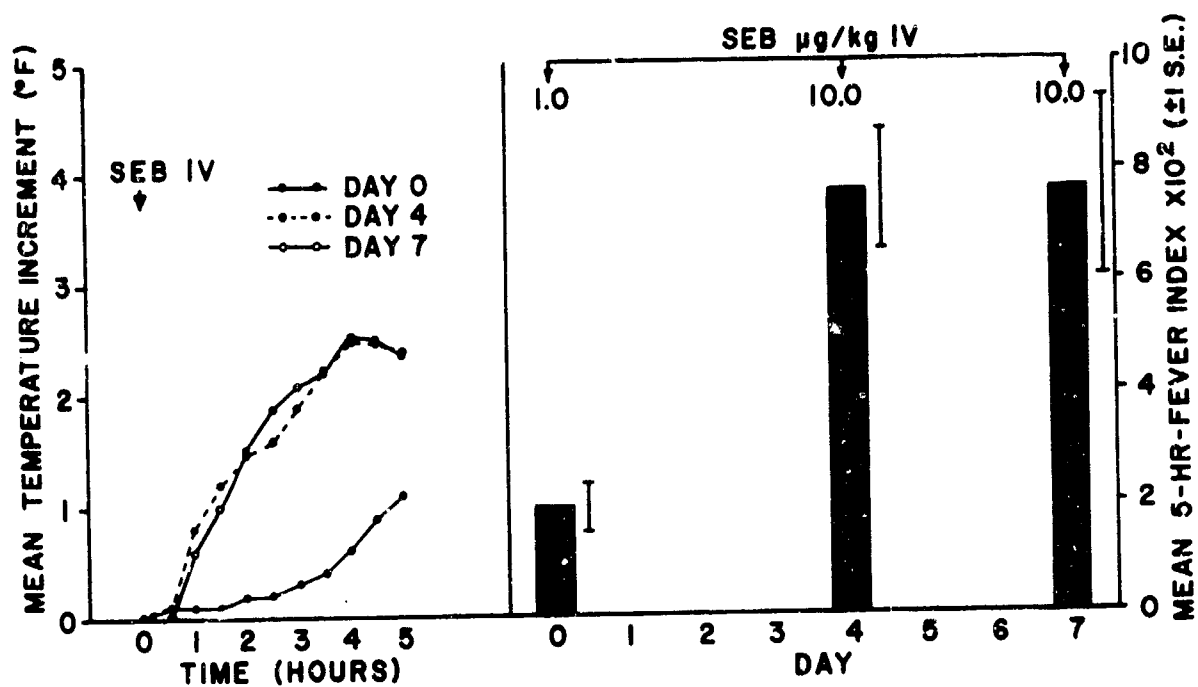 MEAN TEMPERATURE INCREMENT (°F)
5
4
3
2
1
0
SEB IV
DAY 0
DAY 4
DAY 7
0 1 2 3 4 5
TIME (HOURS)
SEB µg/kg IV
1.0 10.0 10.0
0 1 2 3 4 5 6 7
DAY
10
8
6
4
2
0
MEAN 5-HR-FEVER INDEX X10² (±1 S.E.)